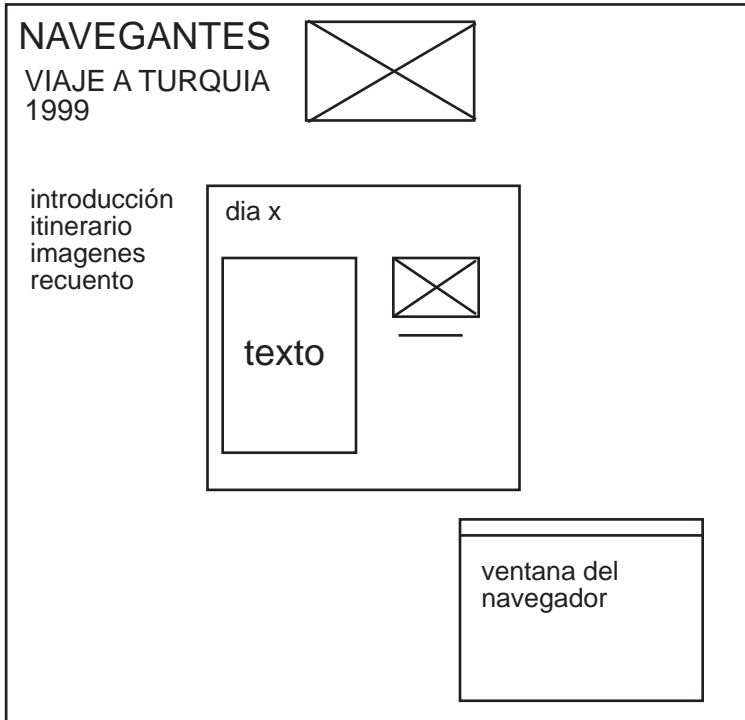 NAVEGANTES
VIAJE A TURQUIA
1999
introducción
itinerario
imagenes
recuento
dia x
texto
ventana del
navegador